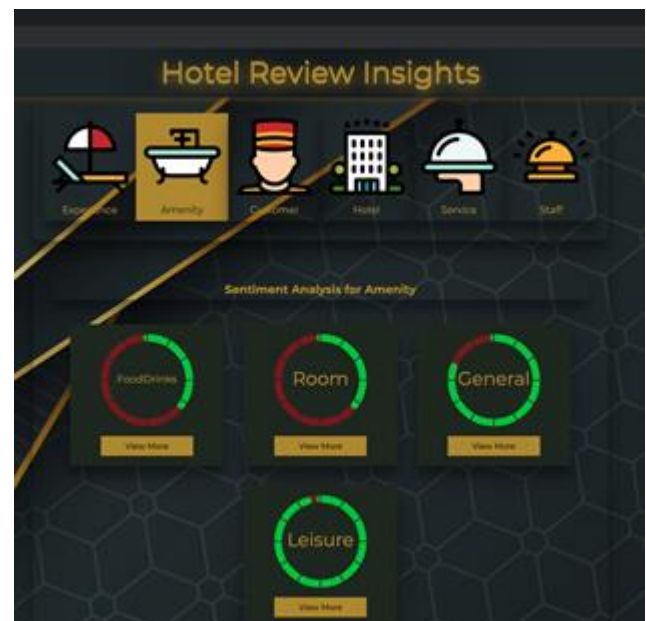 Hotel Review Insights
Experience Amenity Customer Hotel Service Staff
Sentiment Analysis for Amenity
FoodDrinks Room General
View More View More View More
Leisure
View More